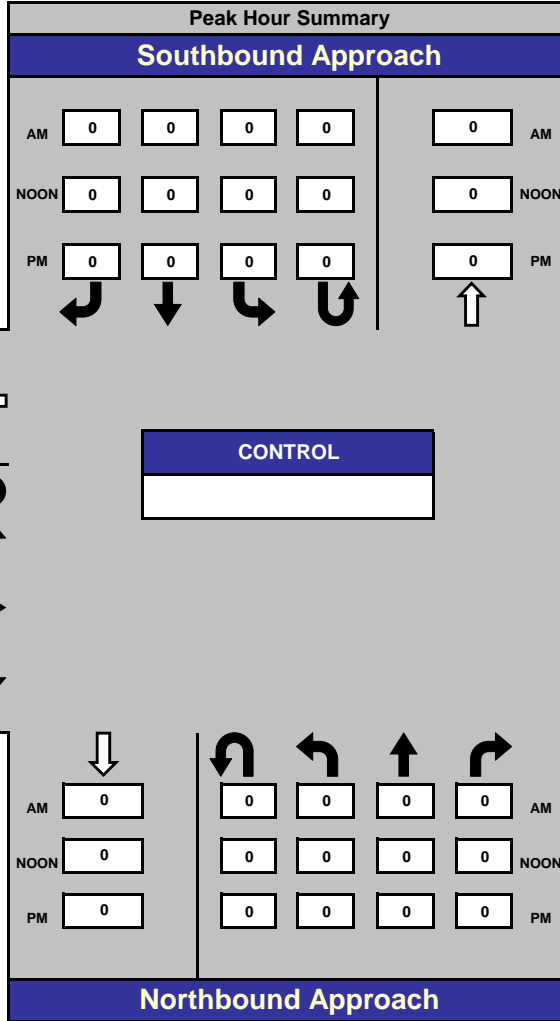 Peak Hour Summary
Southbound Approach
AM 0 0 0 0 0 AM
NOON 0 0 0 0 0 NOON
PM 0 0 0 0 0 PM
CONTROL
AM 0 0 0 0 0 AM
NOON 0 0 0 0 0 NOON
PM 0 0 0 0 0 PM
Northbound Approach